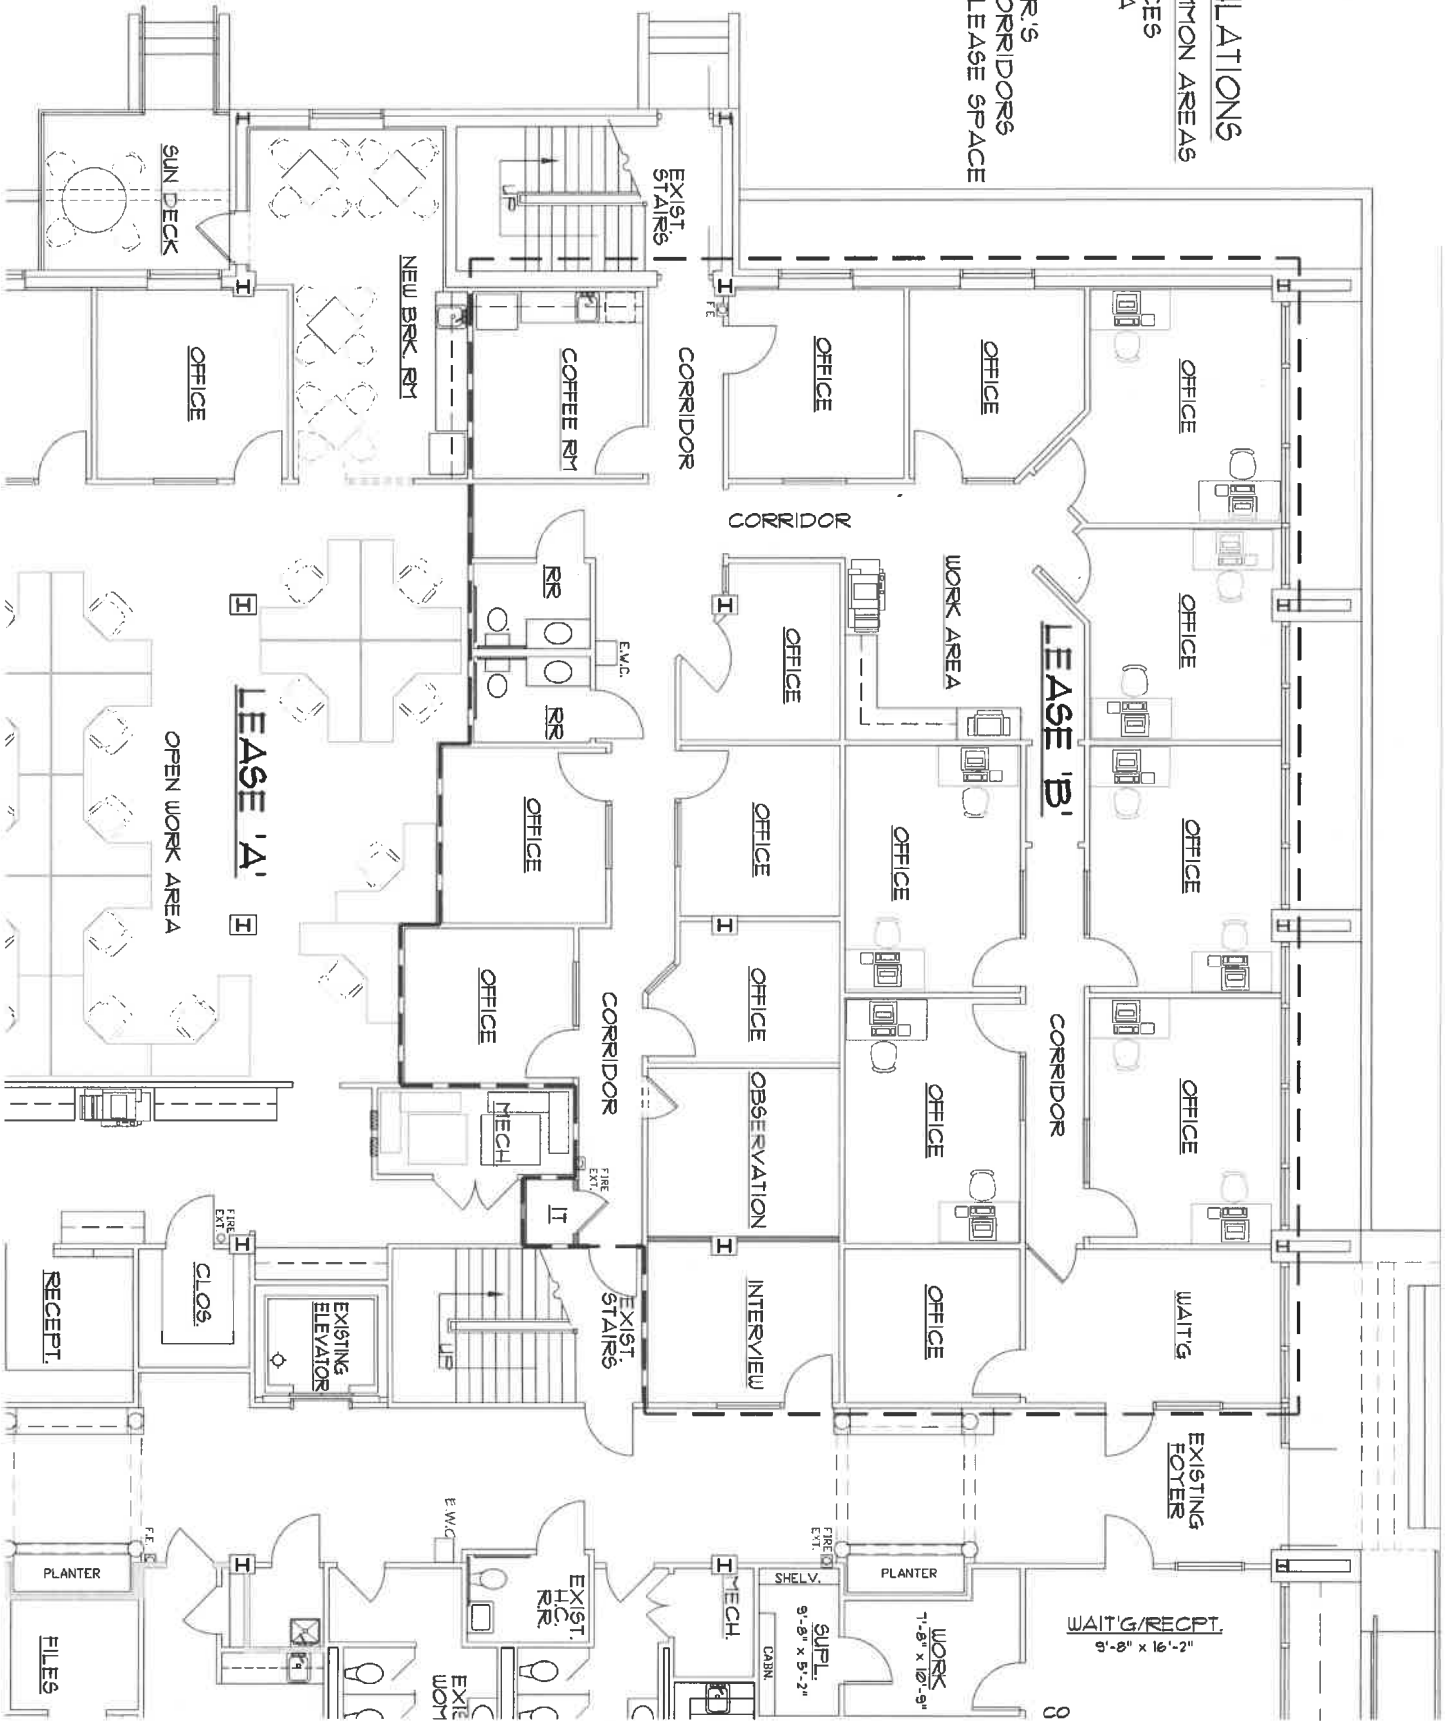 LATIONS
MMON AREAS
CES
A
R.'S
ORRIDORS
LEASE SPACE
SUN DECK
NEW BRK. RM
EXIST.
STAIRS
UP
F.E.
OFFICE
COFFEE RM
CORRIDOR
OFFICE
OFFICE
OFFICE
CORRIDOR
WORK AREA
RR
E.W.C.
RR
OFFICE
OFFICE
LEASE 'A'
OPEN WORK AREA
LEASE 'B'
OFFICE
OFFICE
OFFICE
OFFICE
OFFICE
OFFICE
CORRIDOR
OFFICE
OBSERVATION
OFFICE
CORRIDOR
OFFICE
MECH
FIRE
EXT.
IT
FIRE
EXT.
RECEPT.
CLOS.
EXISTING
ELEVATOR
UP
EXIST.
STAIRS
INTERVIEW
OFFICE
WAIT'G
EXISTING
FOYER
E.W.C.
F.E.
FIRE
EXT.
PLANTER
FILES
EXIST.
H.C.
R.R.
MECH.
SHELV.
SUPL.
9'-8" x 5'-2"
CABN.
PLANTER
WORK
7'-8" x 10'-9"
WAIT'G/RECPT.
9'-8" x 16'-2"
EXIS
WOM
CO